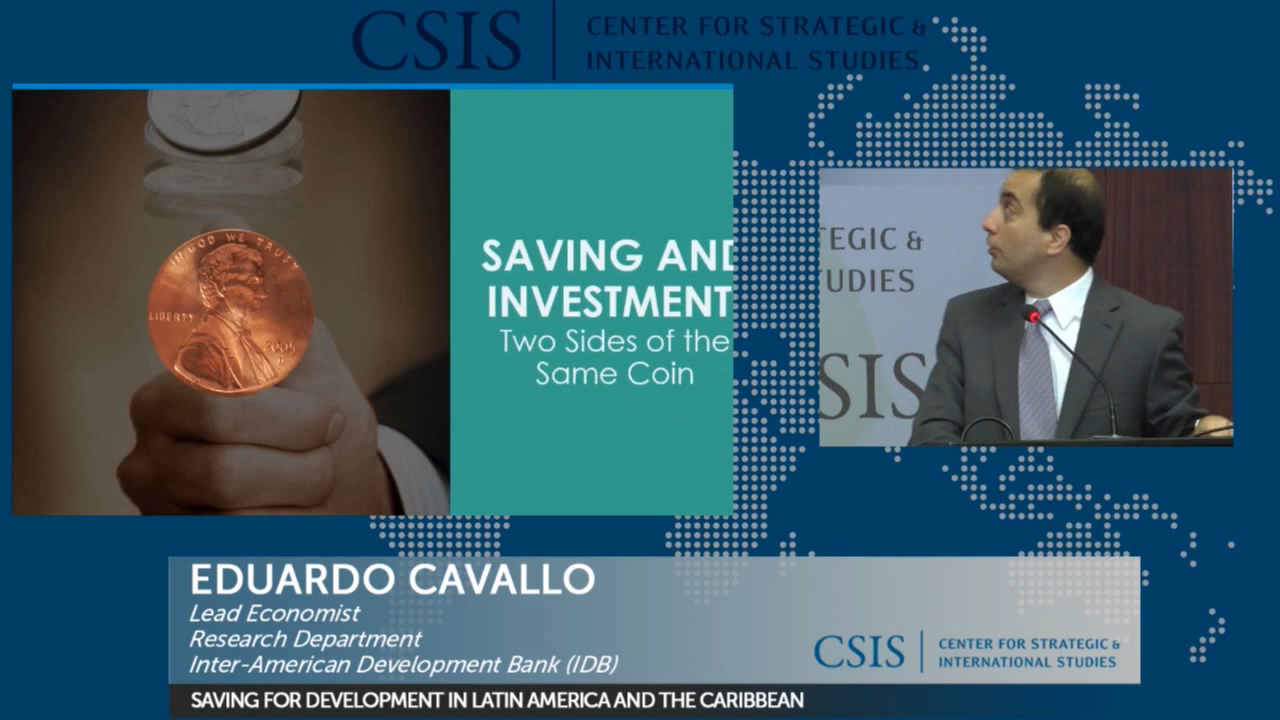 CSIS
CENTER FOR STRATEGIC &
INTERNATIONAL STUDIES
IN GOD WE TRUST
LIBERTY
SAVING AND
INVESTMENT
Two Sides of the
Same Coin
TEGIC &
UDIES
SIS
EDUARDO CAVALLO
Lead Economist
Research Department
Inter-American Development Bank (IDB)
CSIS
CENTER FOR STRATEGIC &
INTERNATIONAL STUDIES
SAVING FOR DEVELOPMENT IN LATIN AMERICA AND THE CARIBBEAN